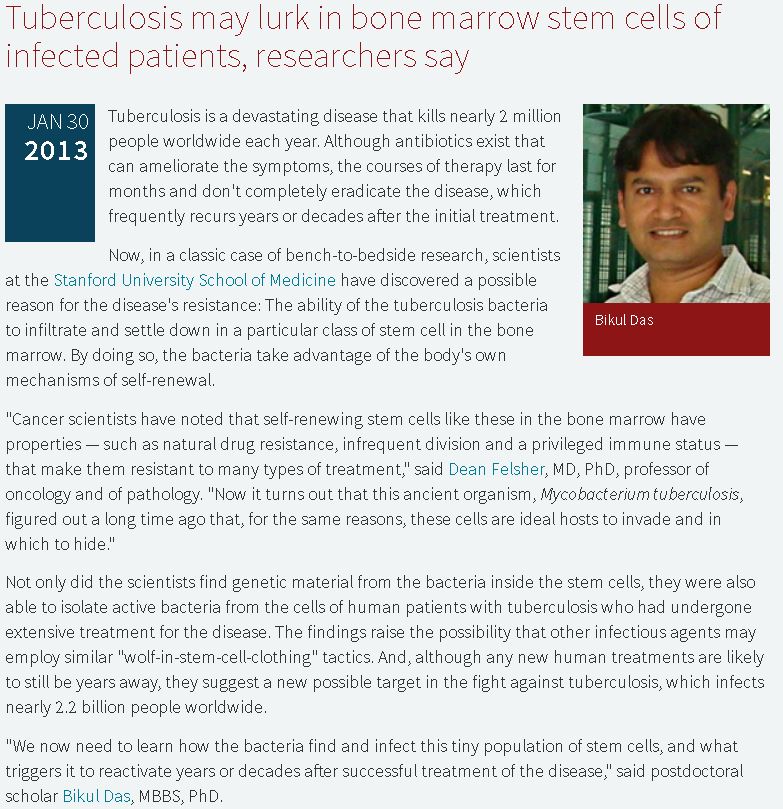 Tuberculosis may lurk in bone marrow stem cells of
infected patients, researchers say
JAN 30
2013
Tuberculosis is a devastating disease that kills nearly 2 million
people worldwide each year. Although antibiotics exist that
can ameliorate the symptoms, the courses of therapy last for
months and don't completely eradicate the disease, which
frequently recurs years or decades after the initial treatment.
Bikul Das
Now, in a classic case of bench-to-bedside research, scientists
at the Stanford University School of Medicine have discovered a possible
reason for the disease's resistance: The ability of the tuberculosis bacteria
to infiltrate and settle down in a particular class of stem cell in the bone
marrow. By doing so, the bacteria take advantage of the body's own
mechanisms of self-renewal.
"Cancer scientists have noted that self-renewing stem cells like these in the bone marrow have
properties — such as natural drug resistance, infrequent division and a privileged immune status —
that make them resistant to many types of treatment," said Dean Felsher, MD, PhD, professor of
oncology and of pathology. "Now it turns out that this ancient organism, Mycobacterium tuberculosis,
figured out a long time ago that, for the same reasons, these cells are ideal hosts to invade and in
which to hide."
Not only did the scientists find genetic material from the bacteria inside the stem cells, they were also
able to isolate active bacteria from the cells of human patients with tuberculosis who had undergone
extensive treatment for the disease. The findings raise the possibility that other infectious agents may
employ similar "wolf-in-stem-cell-clothing" tactics. And, although any new human treatments are likely
to still be years away, they suggest a new possible target in the fight against tuberculosis, which infects
nearly 2.2 billion people worldwide.
"We now need to learn how the bacteria find and infect this tiny population of stem cells, and what
triggers it to reactivate years or decades after successful treatment of the disease," said postdoctoral
scholar Bikul Das, MBBS, PhD.